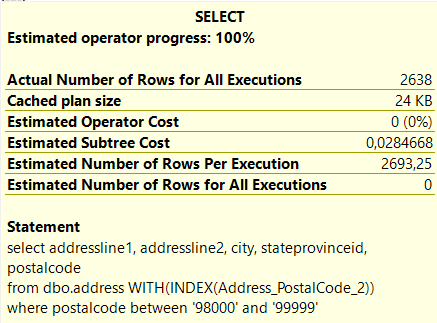 SELECT
Estimated operator progress: 100%
Actual Number of Rows for All Executions 2638
Cached plan size 24 KB
Estimated Operator Cost 0 (0%)
Estimated Subtree Cost 0,0284668
Estimated Number of Rows Per Execution 2693,25
Estimated Number of Rows for All Executions 0
Statement
select addressline1, addressline2, city, stateprovinceid,
postalcode
from dbo.address WITH(INDEX(Address_PostalCode_2))
where postalcode between '98000' and '99999'